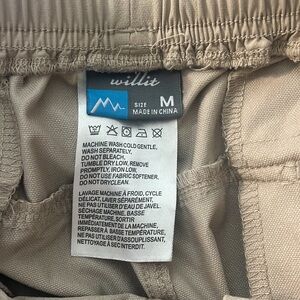 willit
SIZE M
MADE IN CHINA
MACHINE WASH COLD GENTLE,
WASH SEPARATELY.
DO NOT BLEACH.
TUMBLE DRY LOW, REMOVE
PROMPTLY, IRON LOW.
DO NOT USE FABRIC SOFTENER.
DO NOT DRYCLEAN.
LAVAGE MACHINE À FROID, CYCLE
DÉLICAT, LAVER SÉPARÉMENT.
NE PAS UTILISER D'EAU DE JAVEL.
SÉCHAGE MACHINE, BASSE
TEMPÉRATURE, SORTIR
IMMÉDIATEMENT DE LA MACHINE,
REPASSER À BASSE TEMPÉRATURE.
NE PAS UTILISER D'ASSOUPLISSANT.
NETTOYAGE À SEC INTERDIT.